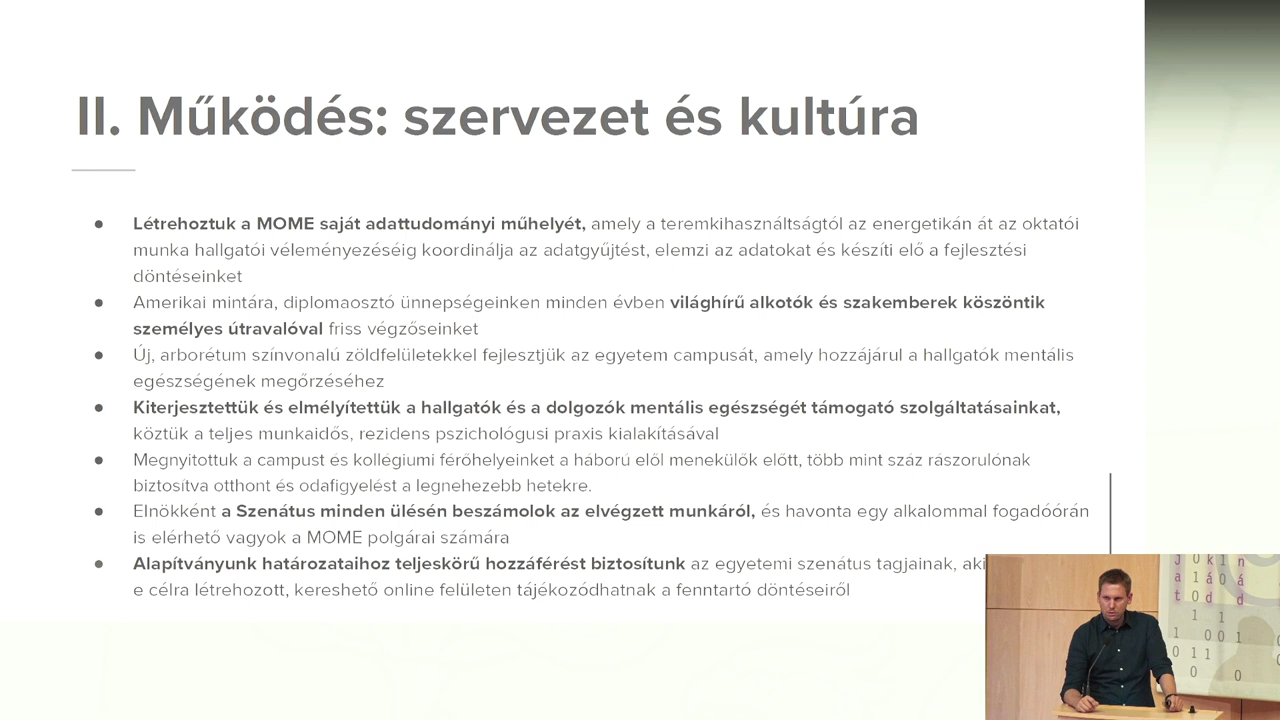 II. Működés: szervezet és kultúra
● Létrehoztuk a MOME saját adattudományi műhelyét, amely a teremkihasználtságtól az energetikán át az oktatói
munka hallgatói véleményezéséig koordinálja az adatgyűjtést, elemzi az adatokat és készíti elő a fejlesztési
döntéseinket
● Amerikai mintára, diplomaosztó ünnepségeinken minden évben világhírű alkotók és szakemberek köszöntik
személyes útravalóval friss végzőseinket
● Új, arborétum színvonalú zöldfelületekkel fejlesztjük az egyetem campusát, amely hozzájárul a hallgatók mentális
egészségének megőrzéséhez
● Kiterjesztettük és elmélyítettük a hallgatók és a dolgozók mentális egészségét támogató szolgáltatásainkat,
köztük a teljes munkaidős, rezidens pszichológusi praxis kialakításával
● Megnyitottuk a campust és kollégiumi férőhelyeinket a háború elől menekülők előtt, több mint száz rászorulónak
biztosítva otthont és odafigyelést a legnehezebb hetekre.
● Elnökként a Szenátus minden ülésén beszámolok az elvégzett munkáról, és havonta egy alkalommal fogadóórán
is elérhető vagyok a MOME polgárai számára
● Alapítványunk határozataihoz teljeskörű hozzáférést biztosítunk az egyetemi szenátus tagjainak, aki
e célra létrehozott, kereshető online felületen tájékozódhatnak a fenntartó döntéseiről